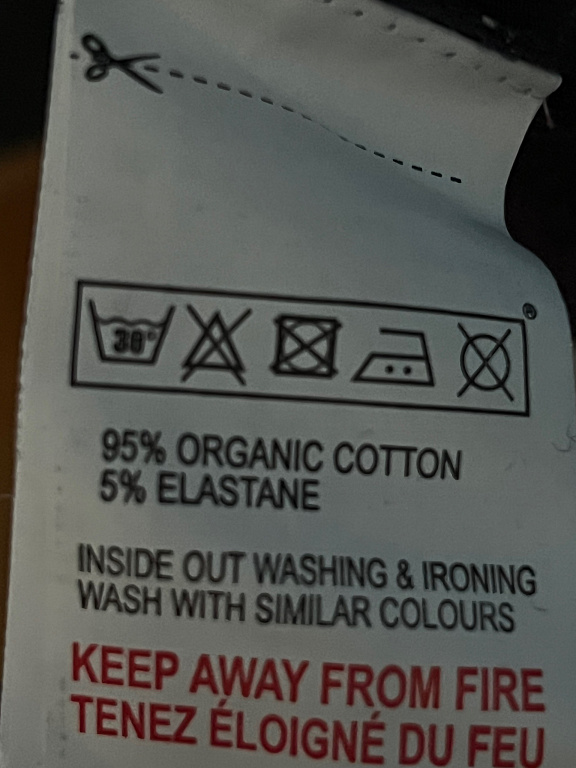 30°
®
95% ORGANIC COTTON
5% ELASTANE
INSIDE OUT WASHING & IRONING
WASH WITH SIMILAR COLOURS
KEEP AWAY FROM FIRE
TENEZ ÉLOIGNÉ DU FEU